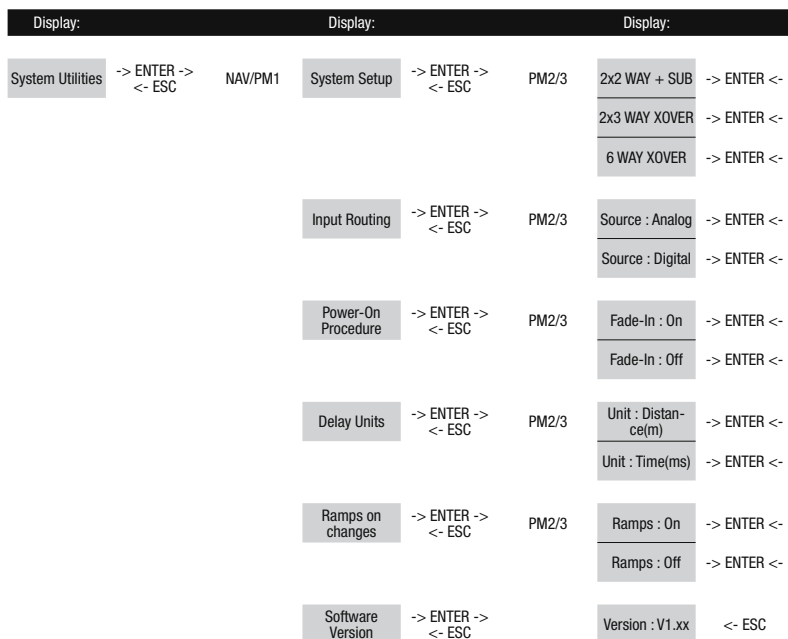 Display: Display: Display:
System Utilities -> ENTER -> NAV/PM1 System Setup -> ENTER -> PM2/3 2x2 WAY + SUB -> ENTER <-
<- ESC <- ESC
2x3 WAY XOVER -> ENTER <-
6 WAY XOVER -> ENTER <-
Input Routing -> ENTER -> PM2/3 Source : Analog -> ENTER <-
<- ESC
Source : Digital -> ENTER <-
Power-On -> ENTER -> PM2/3 Fade-In : On -> ENTER <-
Procedure <- ESC
Fade-In : Off -> ENTER <-
Delay Units -> ENTER -> PM2/3 Unit : Distan- -> ENTER <-
<- ESC ce(m)
Unit : Time(ms) -> ENTER <-
Ramps on -> ENTER -> PM2/3 Ramps : On -> ENTER <-
changes <- ESC
Ramps : Off -> ENTER <-
Software -> ENTER -> Version : V1.xx <- ESC
Version <- ESC